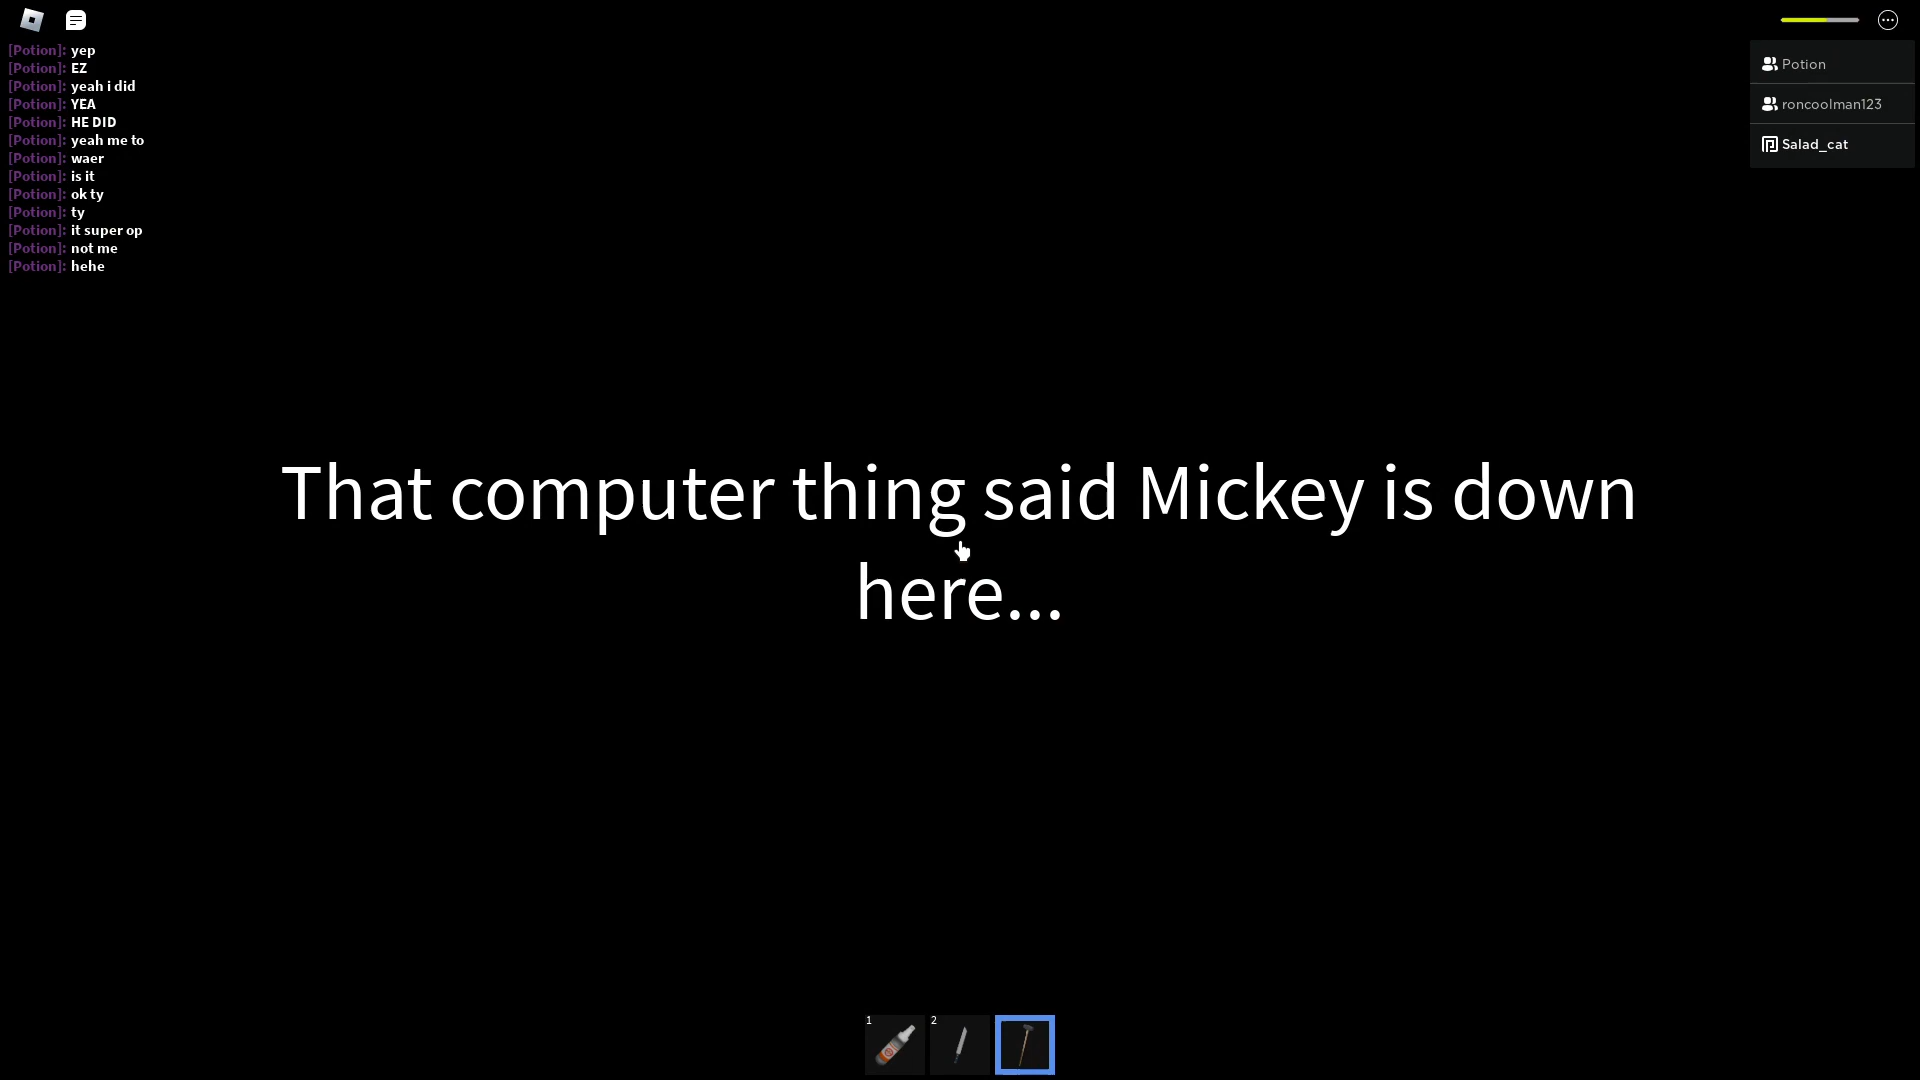 [Potion]: yep
[Potion]: EZ
[Potion]: yeah i did
[Potion]: YEA
[Potion]: HE DID
[Potion]: yeah me to
[Potion]: waer
[Potion]: is it
[Potion]: ok ty
[Potion]: ty
[Potion]: it super op
[Potion]: not me
[Potion]: hehe
Potion
roncoolman123
Salad_cat
That computer thing said Mickey is down
here...
1
2